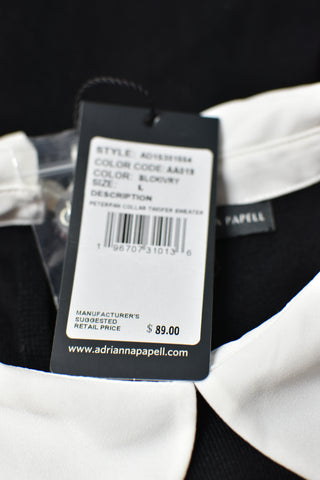 STYLE: AD15351554
COLOR CODE: AA019
COLOR: BLCKIVRY
SIZE: L
DESCRIPTION
PETERPAN COLLAR TWOFER SWEATER
1 96707 31013 6
MANUFACTURER'S
SUGGESTED
RETAIL PRICE $ 89.00
www.adriannapapell.com
PAPELL